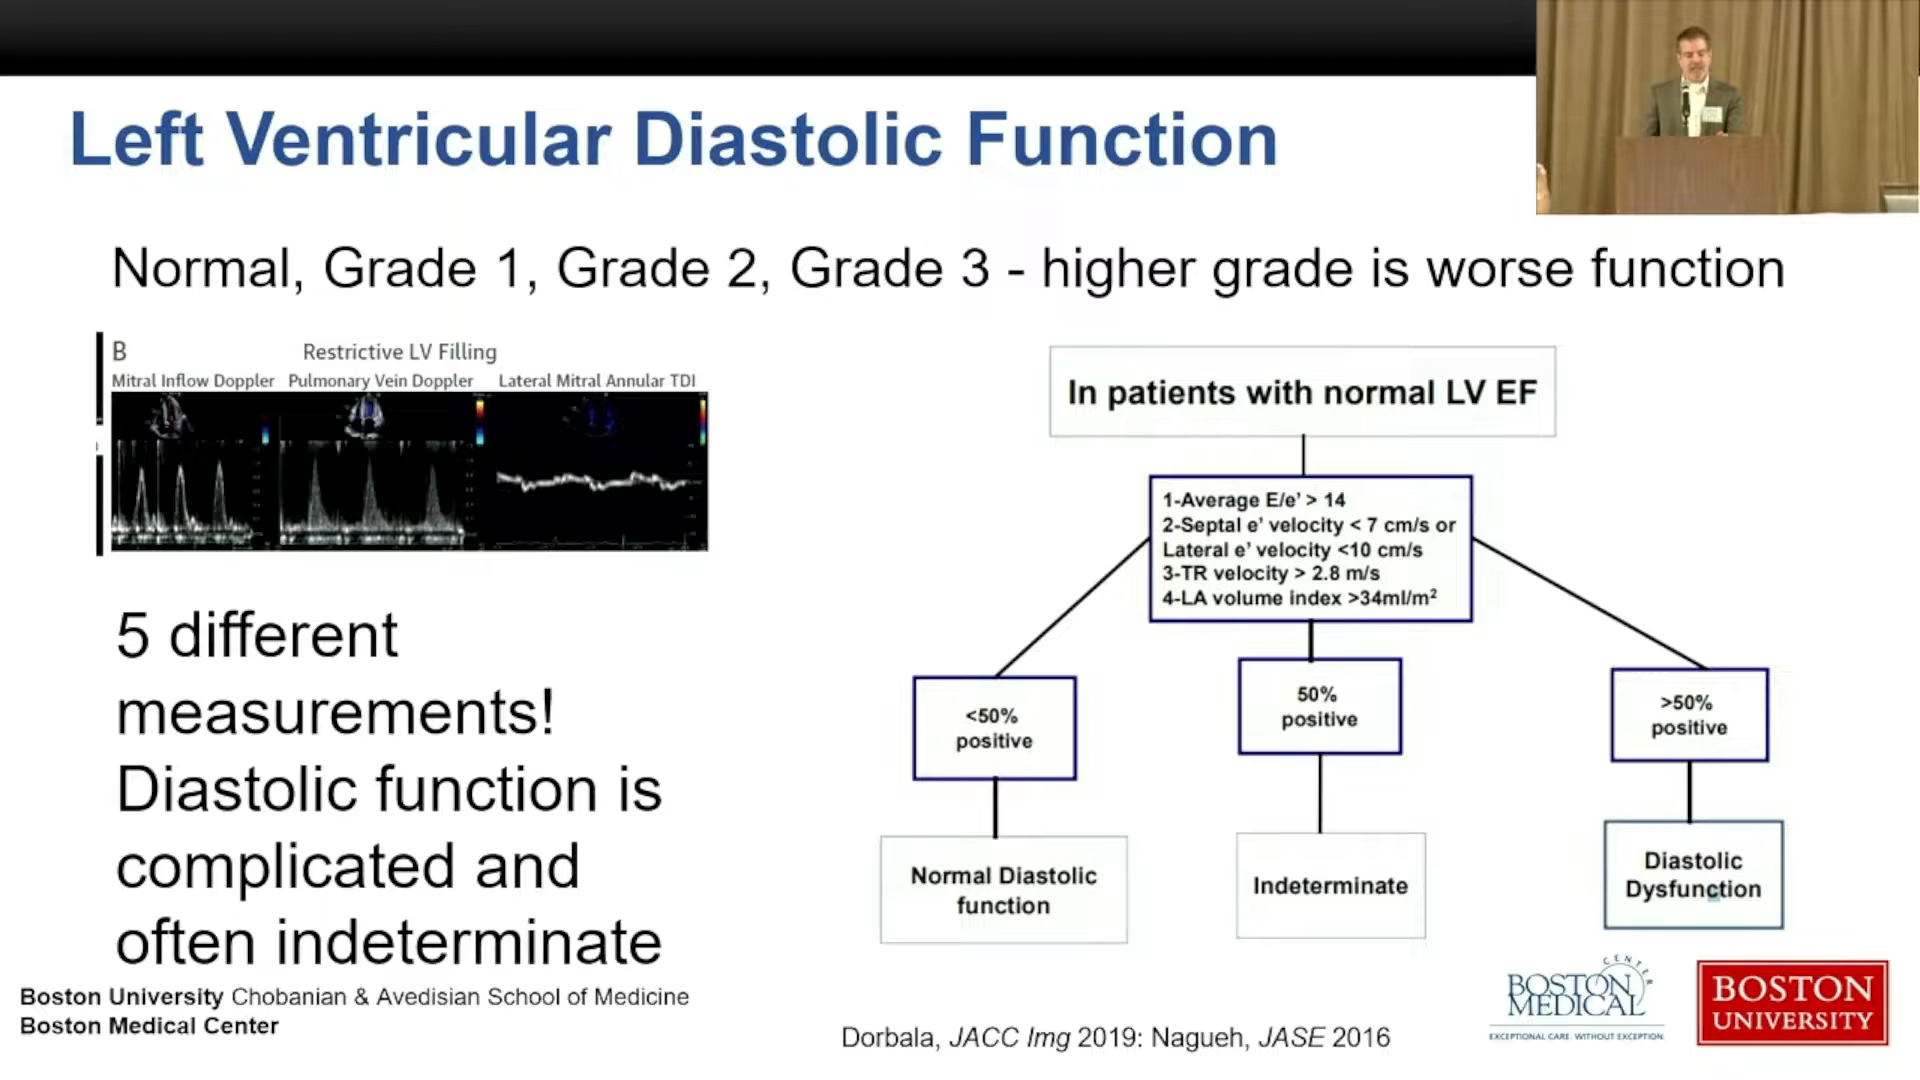 Left Ventricular Diastolic Function
Normal, Grade 1, Grade 2, Grade 3 - higher grade is worse function
B
Restrictive LV Filling
Mitral Inflow Doppler Pulmonary Vein Doppler Lateral Mitral Annular TDI
5 different
measurements!
Diastolic function is
complicated and
often indeterminate
In patients with normal LV EF
1-Average E/e’ > 14
2-Septal e’ velocity < 7 cm/s or
Lateral e’ velocity <10 cm/s
3-TR velocity > 2.8 m/s
4-LA volume index >34ml/m²
<50%
positive
50%
positive
>50%
positive
Normal Diastolic
function
Indeterminate
Diastolic
Dysfunction
Boston University Chobanian & Avedisian School of Medicine
Boston Medical Center
Dorbala, JACC Img 2019: Nagueh, JASE 2016
BOSTON
MEDICAL
CENTER
EXCEPTIONAL CARE. WITHOUT EXCEPTION.
BOSTON
UNIVERSITY